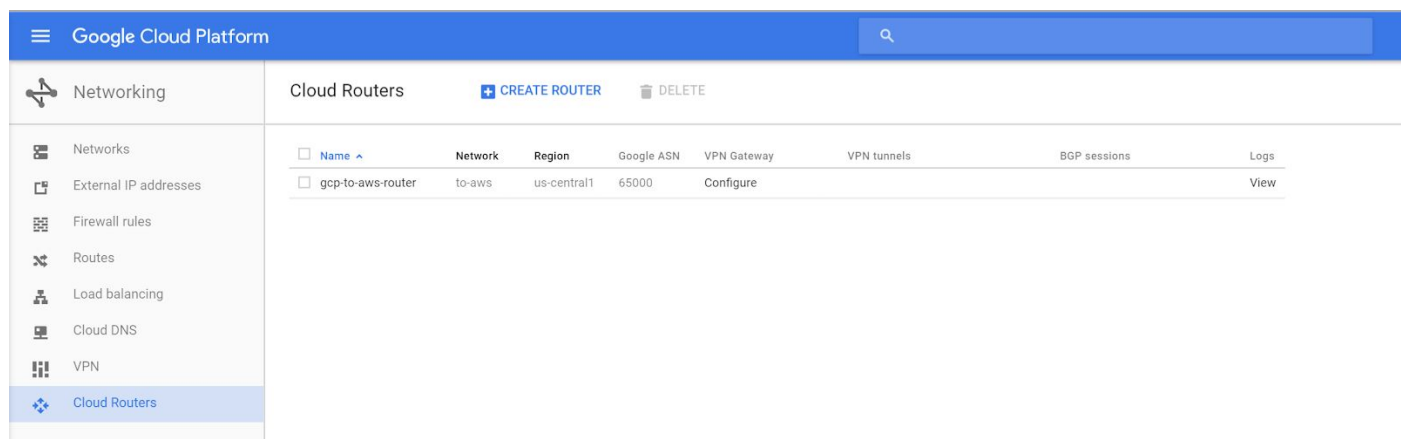 Google Cloud Platform
Networking
Cloud Routers CREATE ROUTER DELETE
Networks
External IP addresses
Firewall rules
Routes
Load balancing
Cloud DNS
VPN
Cloud Routers
Name Network Region Google ASN VPN Gateway VPN tunnels BGP sessions Logs
gcp-to-aws-router to-aws us-central1 65000 Configure View